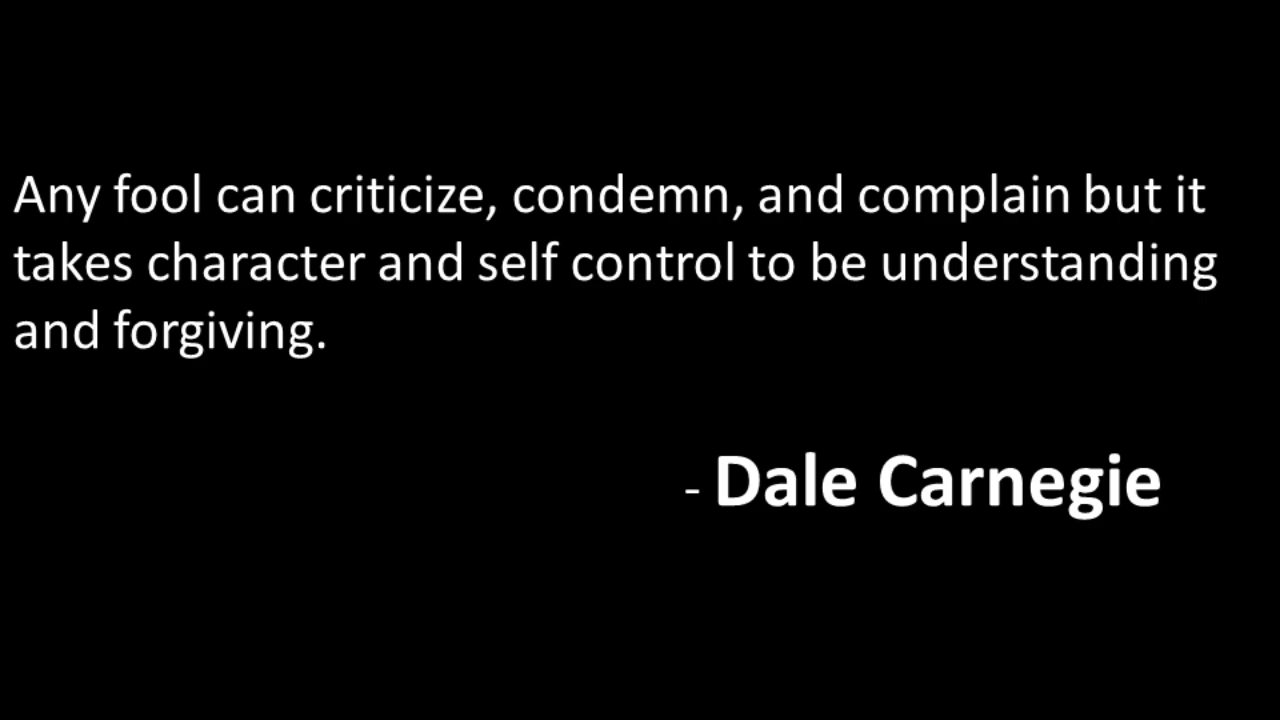 Any fool can criticize, condemn, and complain but it
takes character and self control to be understanding
and forgiving.
- Dale Carnegie